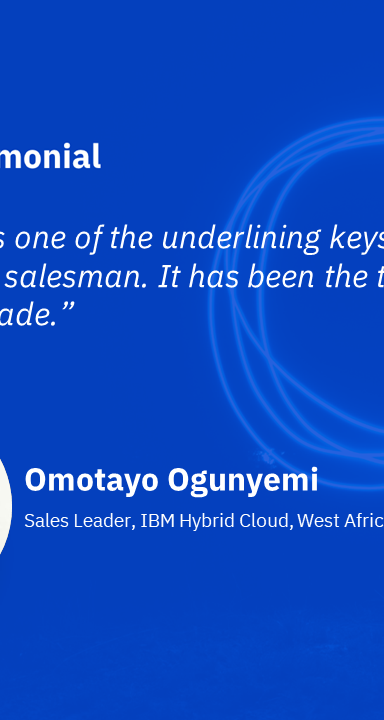 monial
s one of the underlining keys
salesman. It has been the t
ade.”
Omotayo Ogunyemi
Sales Leader, IBM Hybrid Cloud, West Afric